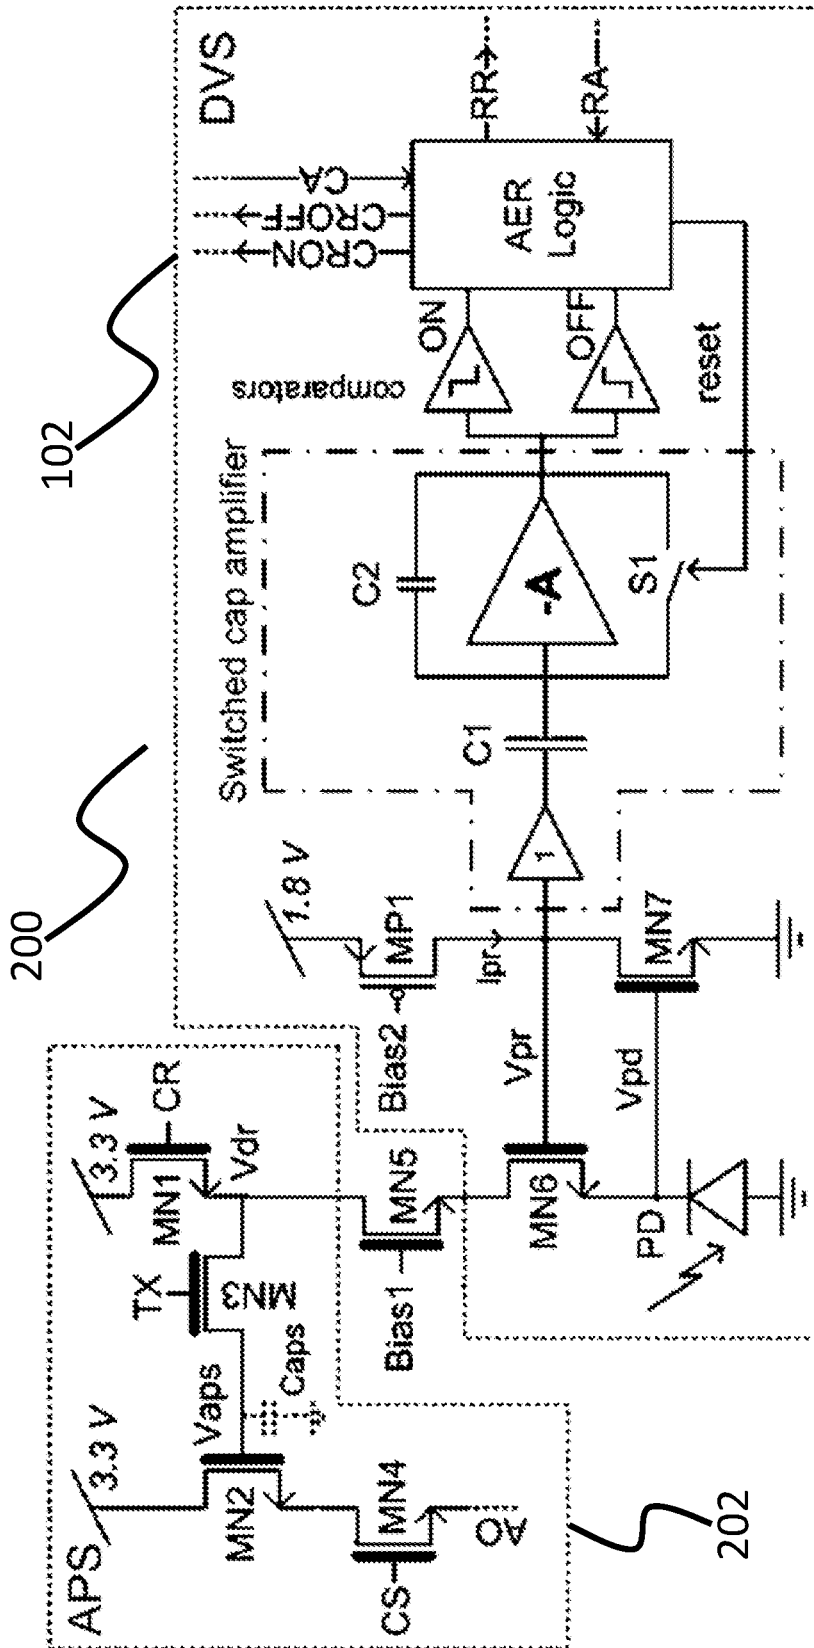 200
102
202
APS
DVS
3.3 V
3.3 V
1.8 V
Switched cap amplifier
comparators
CRON
CROFF
CA
RR
RA
AER
Logic
ON
OFF
reset
C2
-A
S1
C1
1
TX
MN1
CR
Vdr
MN3
Vaps
Caps
MN2
CS
MN4
AO
Bias1
MN5
Bias2
MP1
Ipr
Vpr
MN6
Vpd
MN7
PD